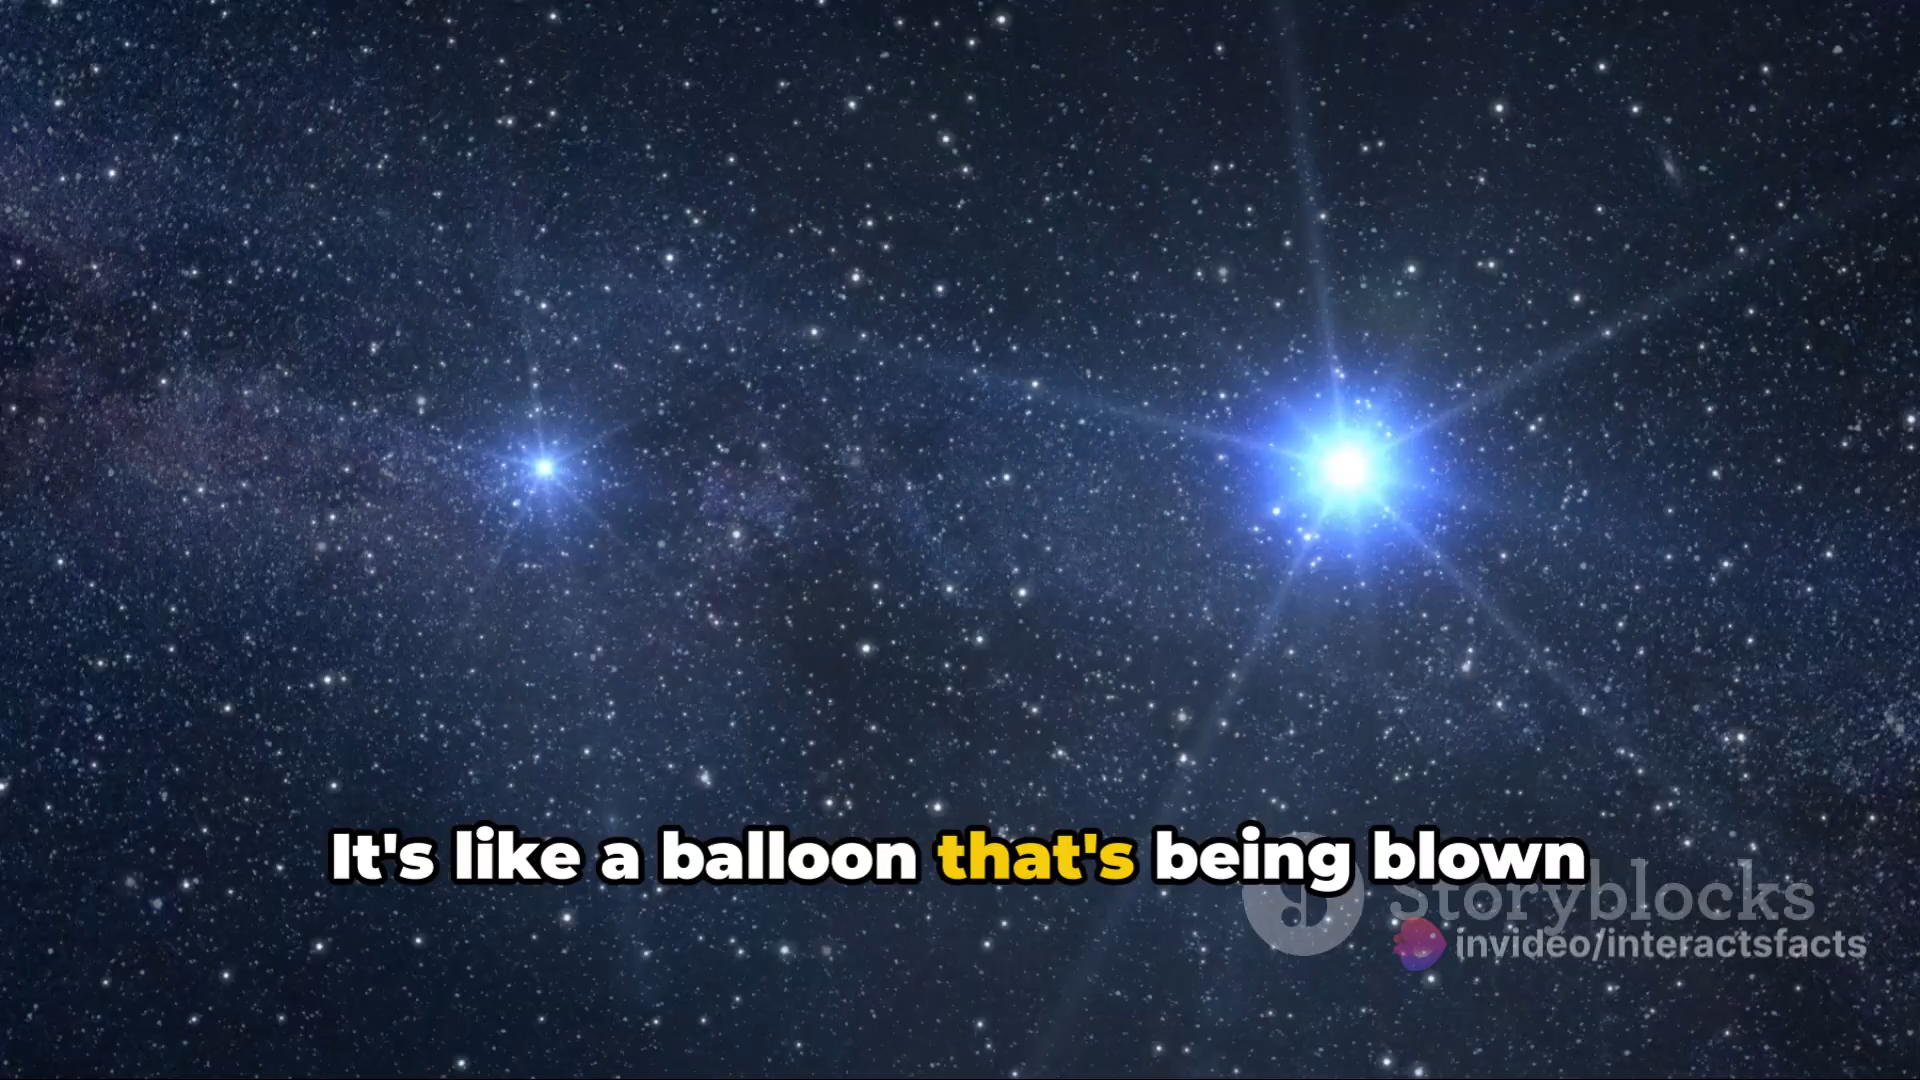 It's like a balloon that's being blown
Storyblocks
invideo/interactsfacts